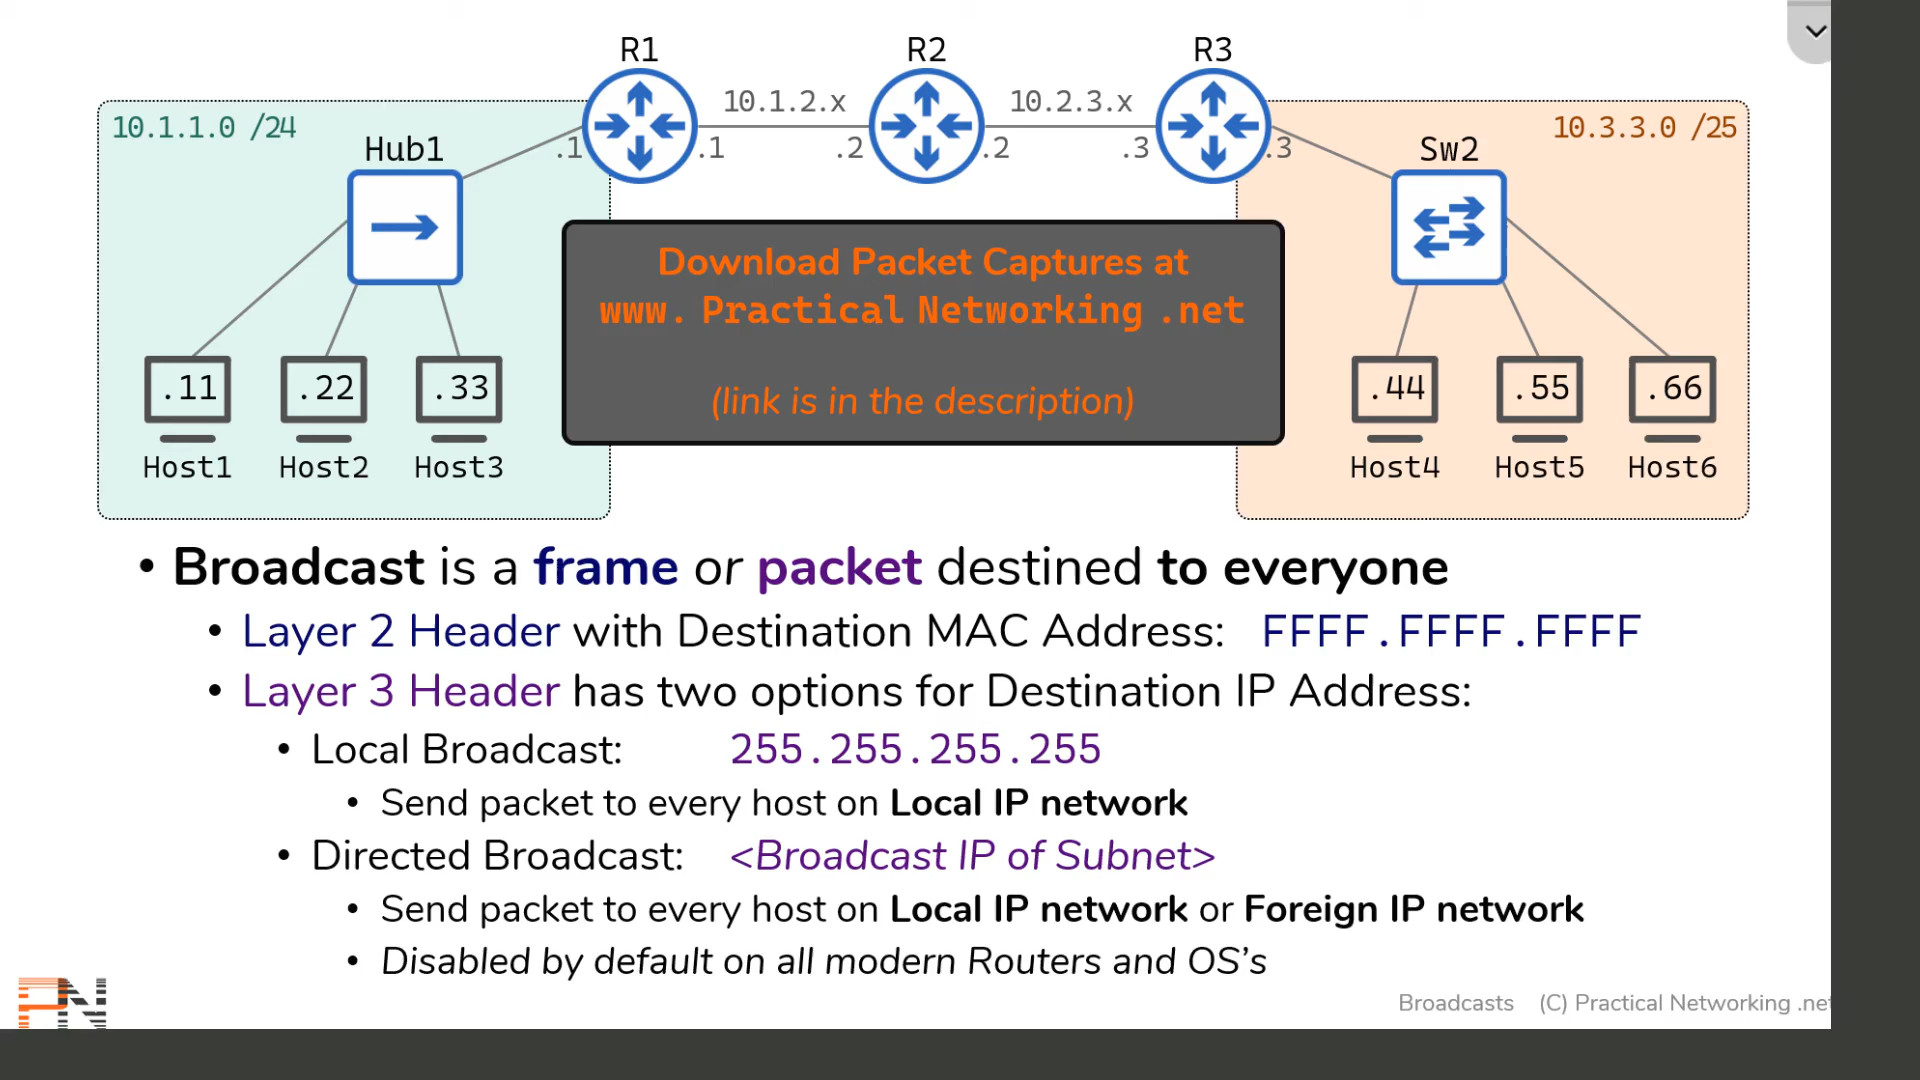 R1
R2
R3
10.1.2.x
10.2.3.x
10.1.1.0 /24
10.3.3.0 /25
Hub1
.1
.1
.2
.2
.3
.3
Sw2
Download Packet Captures at
www. Practical Networking .net
(link is in the description)
.11
.22
.33
.44
.55
.66
Host1
Host2
Host3
Host4
Host5
Host6
• Broadcast is a frame or packet destined to everyone
• Layer 2 Header with Destination MAC Address: FFFF.FFFF.FFFF
• Layer 3 Header has two options for Destination IP Address:
• Local Broadcast: 255.255.255.255
• Send packet to every host on Local IP network
• Directed Broadcast: <Broadcast IP of Subnet>
• Send packet to every host on Local IP network or Foreign IP network
• Disabled by default on all modern Routers and OS's
PN
Broadcasts (C) Practical Networking .net